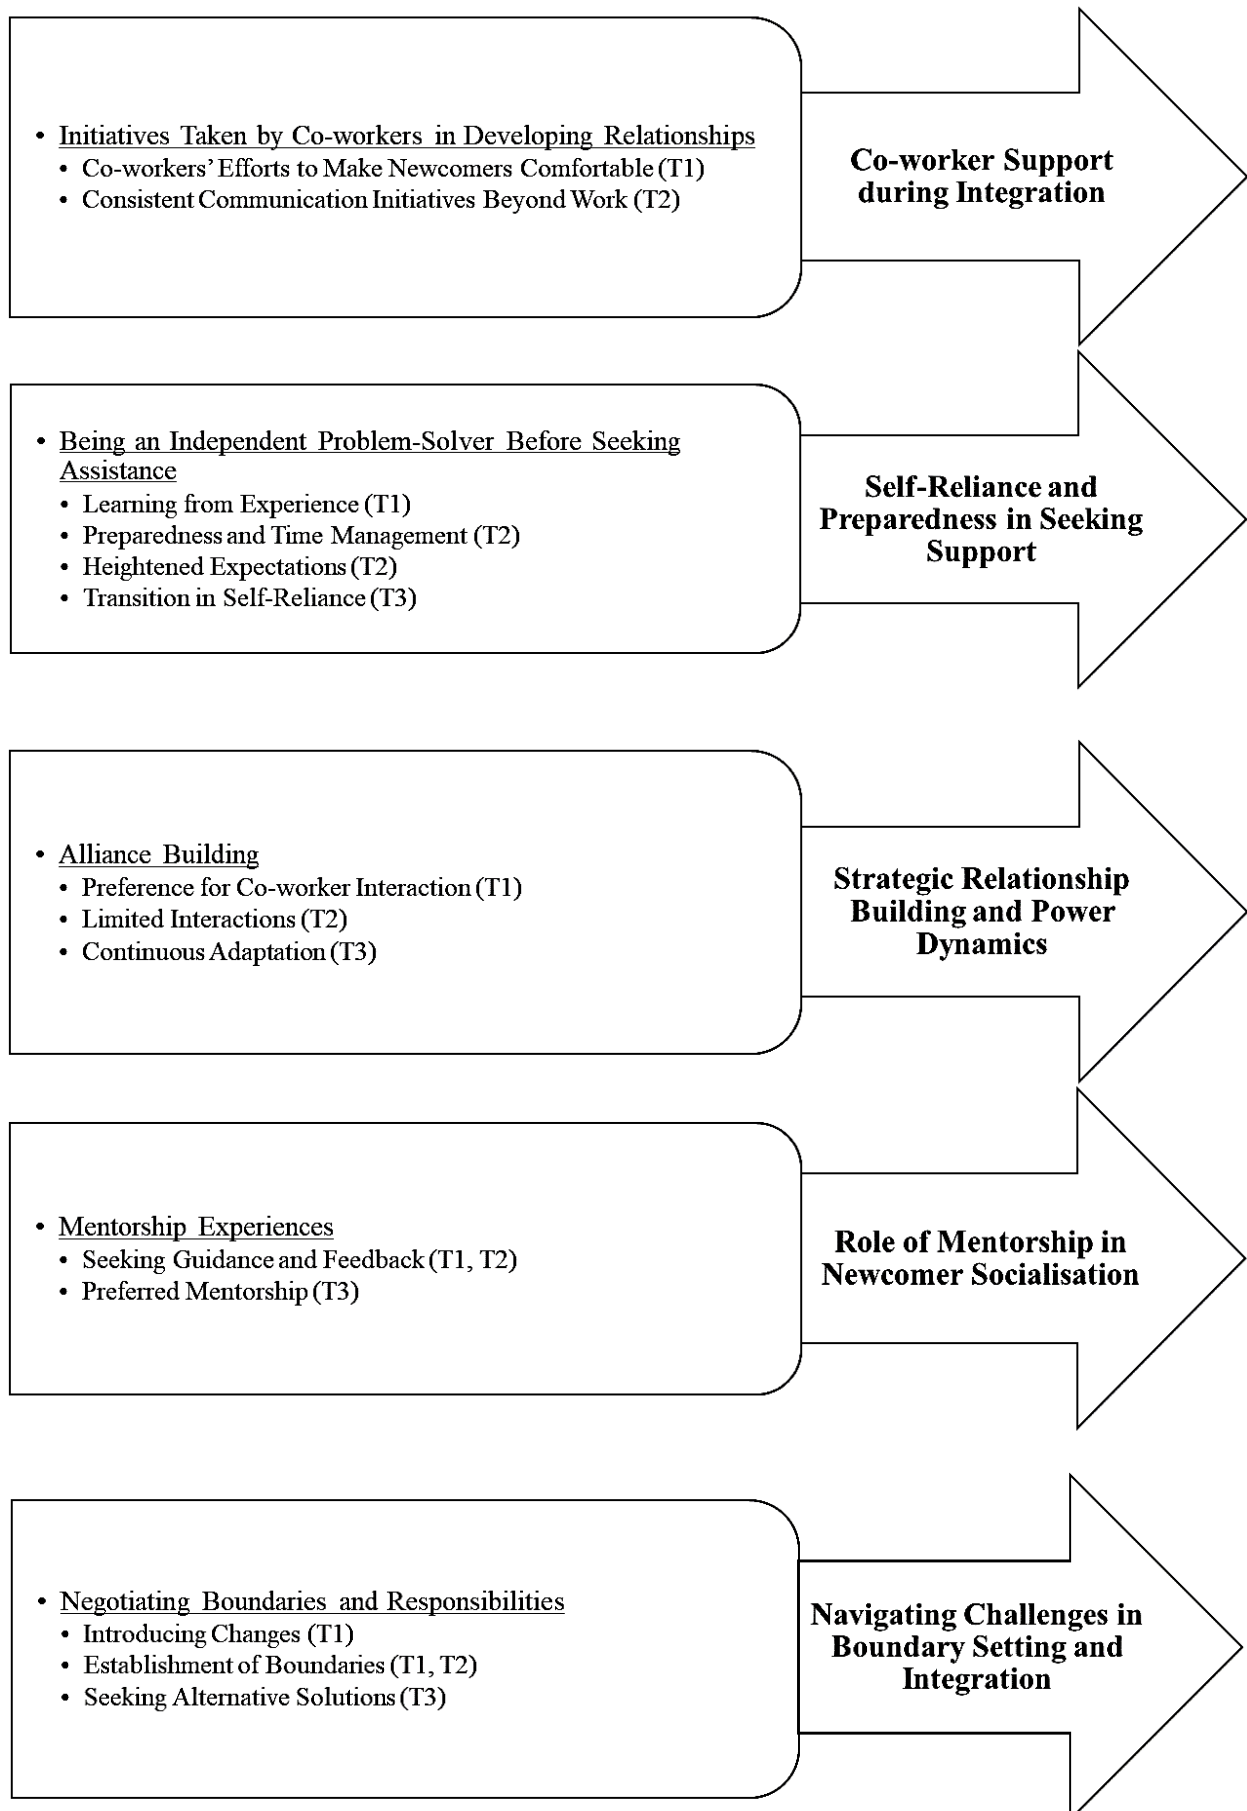 • Initiatives Taken by Co-workers in Developing Relationships
• Co-workers' Efforts to Make Newcomers Comfortable (T1)
• Consistent Communication Initiatives Beyond Work (T2)
Co-worker Support
during Integration
• Being an Independent Problem-Solver Before Seeking
Assistance
• Learning from Experience (T1)
• Preparedness and Time Management (T2)
• Heightened Expectations (T2)
• Transition in Self-Reliance (T3)
Self-Reliance and
Preparedness in Seeking
Support
• Alliance Building
• Preference for Co-worker Interaction (T1)
• Limited Interactions (T2)
• Continuous Adaptation (T3)
Strategic Relationship
Building and Power
Dynamics
• Mentorship Experiences
• Seeking Guidance and Feedback (T1, T2)
• Preferred Mentorship (T3)
Role of Mentorship in
Newcomer Socialisation
• Negotiating Boundaries and Responsibilities
• Introducing Changes (T1)
• Establishment of Boundaries (T1, T2)
• Seeking Alternative Solutions (T3)
Navigating Challenges in
Boundary Setting and
Integration